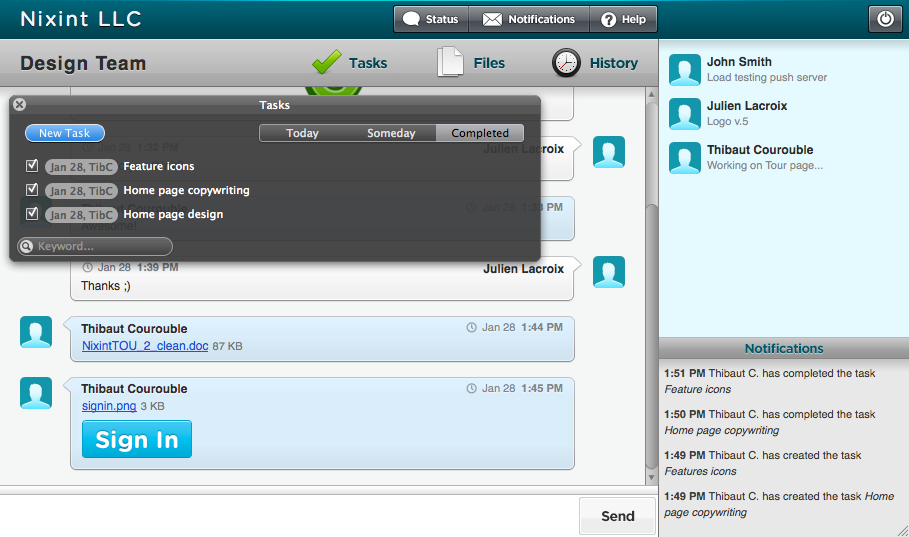 Nixint LLC
Status
Notifications
Help
Design Team
Tasks
Files
History
Tasks
New Task
Today
Someday
Completed
Jan 28, TibC Feature icons
Jan 28, TibC Home page copywriting
Jan 28, TibC Home page design
Keyword...
Julien Lacroix
Jan 28 1:32 PM
Jan 28 1:38 PM
Awesome!
Jan 28 1:39 PM
Julien Lacroix
Thanks ;)
Thibaut Courouble
Jan 28 1:44 PM
NixintTOU_2_clean.doc 87 KB
Thibaut Courouble
Jan 28 1:45 PM
signin.png 3 KB
Sign In
Send
John Smith
Load testing push server
Julien Lacroix
Logo v.5
Thibaut Courouble
Working on Tour page...
Notifications
1:51 PM Thibaut C. has completed the task
Feature icons
1:50 PM Thibaut C. has completed the task
Home page copywriting
1:49 PM Thibaut C. has created the task
Features icons
1:49 PM Thibaut C. has created the task Home
page copywriting